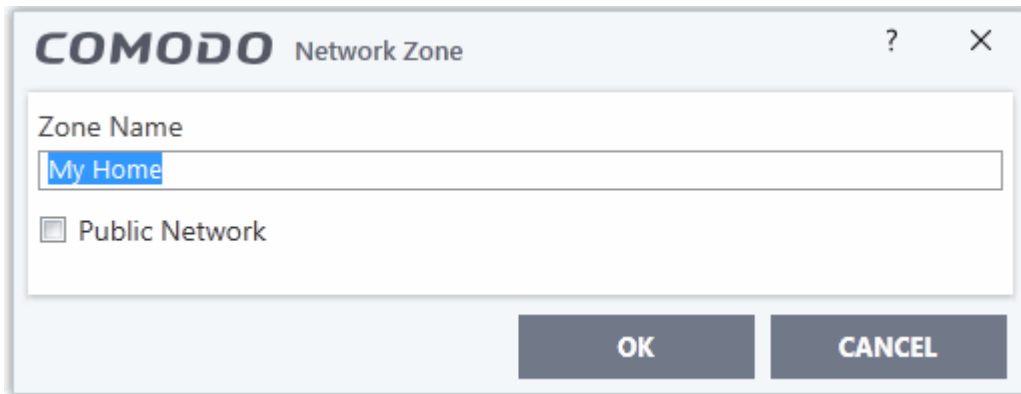 COMODO Network Zone ? X
Zone Name
My Home
Public Network
OK CANCEL